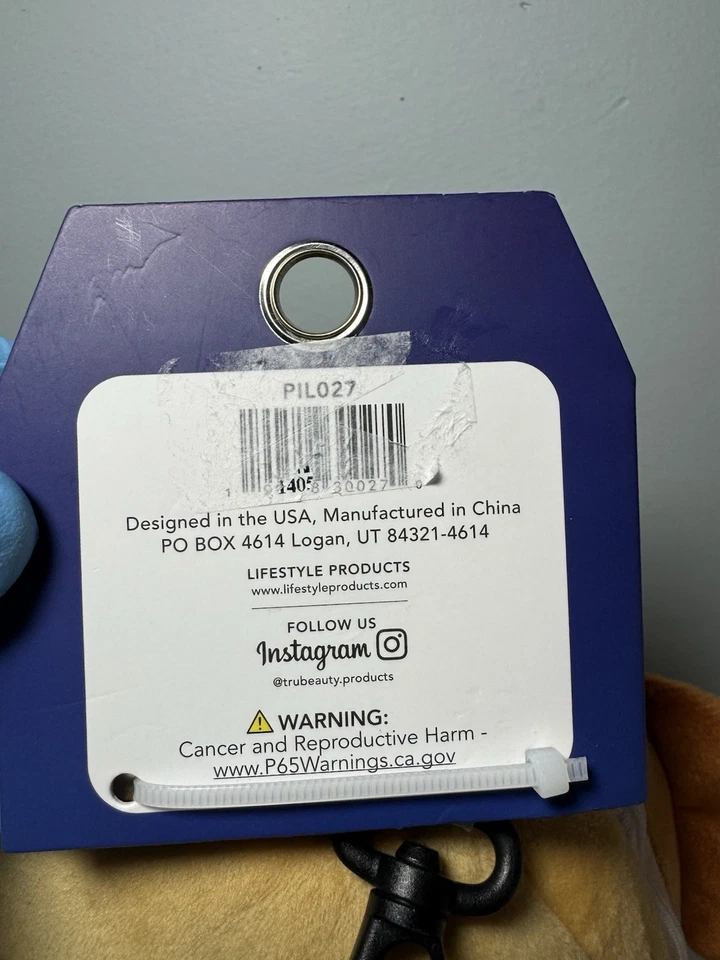 PIL027
30027
Designed in the USA, Manufactured in China
PO BOX 4614 Logan, UT 84321-4614
LIFESTYLE PRODUCTS
www.lifestyleproducts.com
FOLLOW US
Instagram
@trubeauty.products
WARNING:
Cancer and Reproductive Harm -
www.P65Warnings.ca.gov